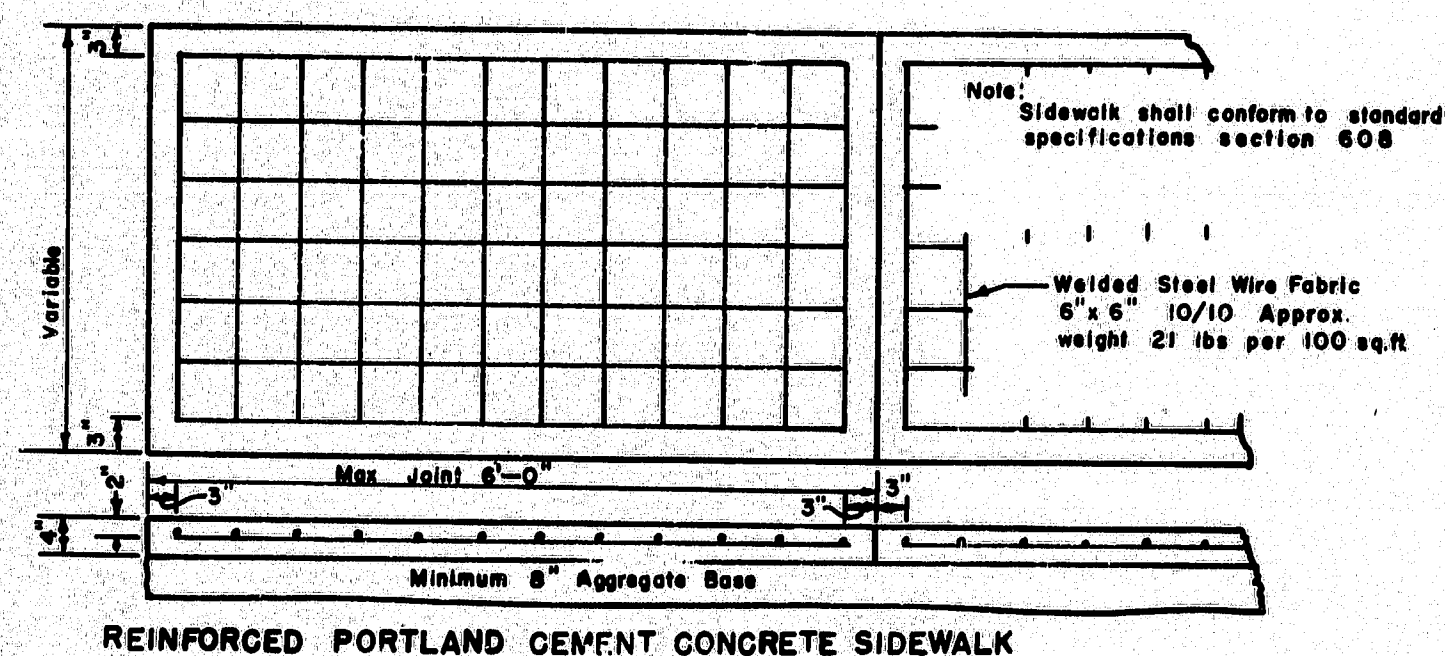 3"
Note:
Sidewalk shall conform to standard
specifications section 608
Variable
Welded Steel Wire Fabric
6"x 6" 10/10 Approx.
weight 21 lbs per 100 sq.ft
3"
Max Joint 6'-0"
2"
3"
3"
3"
4"
Minimum 8" Aggregate Base
REINFORCED PORTLAND CEMENT CONCRETE SIDEWALK